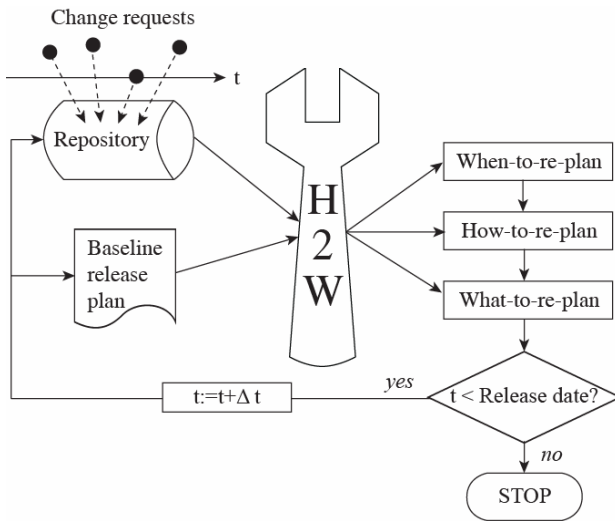 Change requests
t
Repository
Baseline
release
plan
H
2
W
When-to-re-plan
How-to-re-plan
What-to-re-plan
t < Release date?
yes
t:=t+Δ t
no
STOP